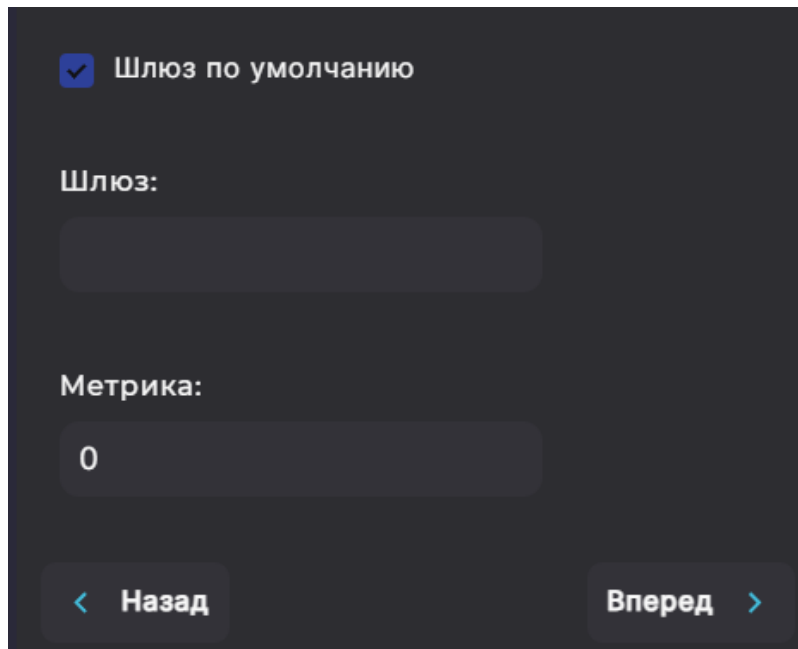 Шлюз по умолчанию
Шлюз:
Метрика:
0
Назад
Вперед